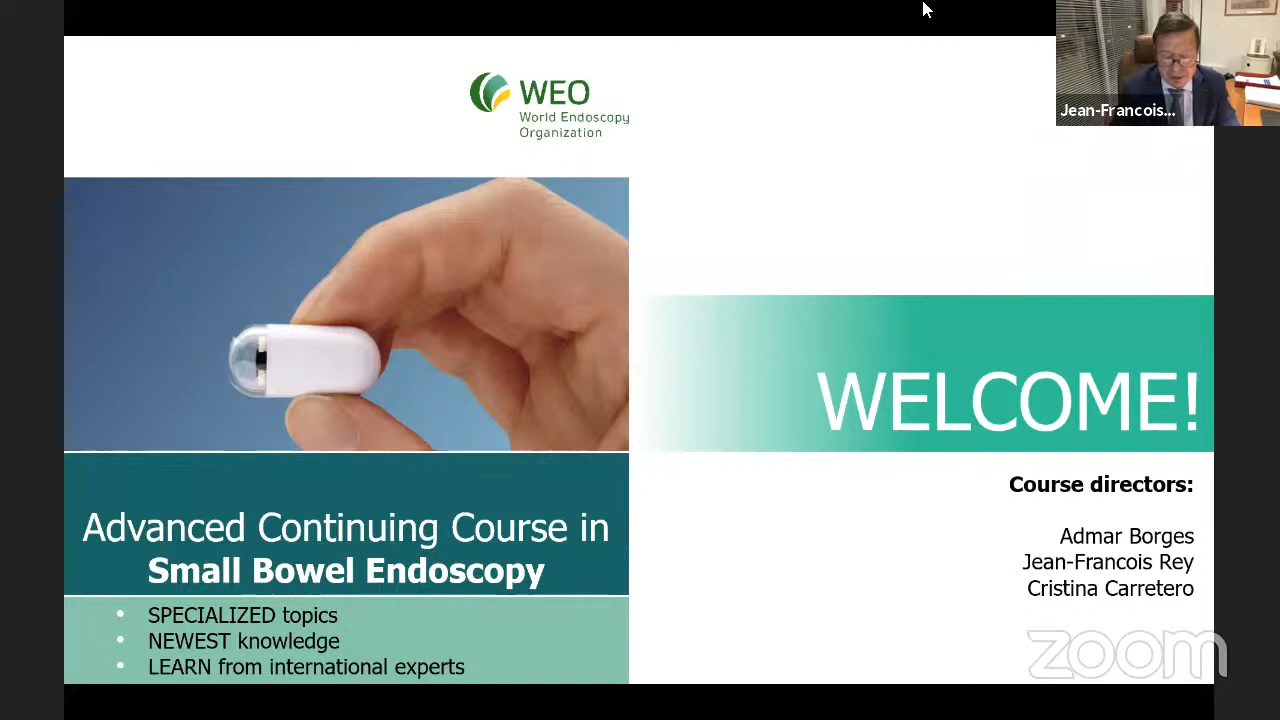 WEO
World Endoscopy
Organization
Jean-Francois...
WELCOME!
Course directors:
Admar Borges
Jean-Francois Rey
Cristina Carretero
Advanced Continuing Course in
Small Bowel Endoscopy
• SPECIALIZED topics
• NEWEST knowledge
• LEARN from international experts
zoom